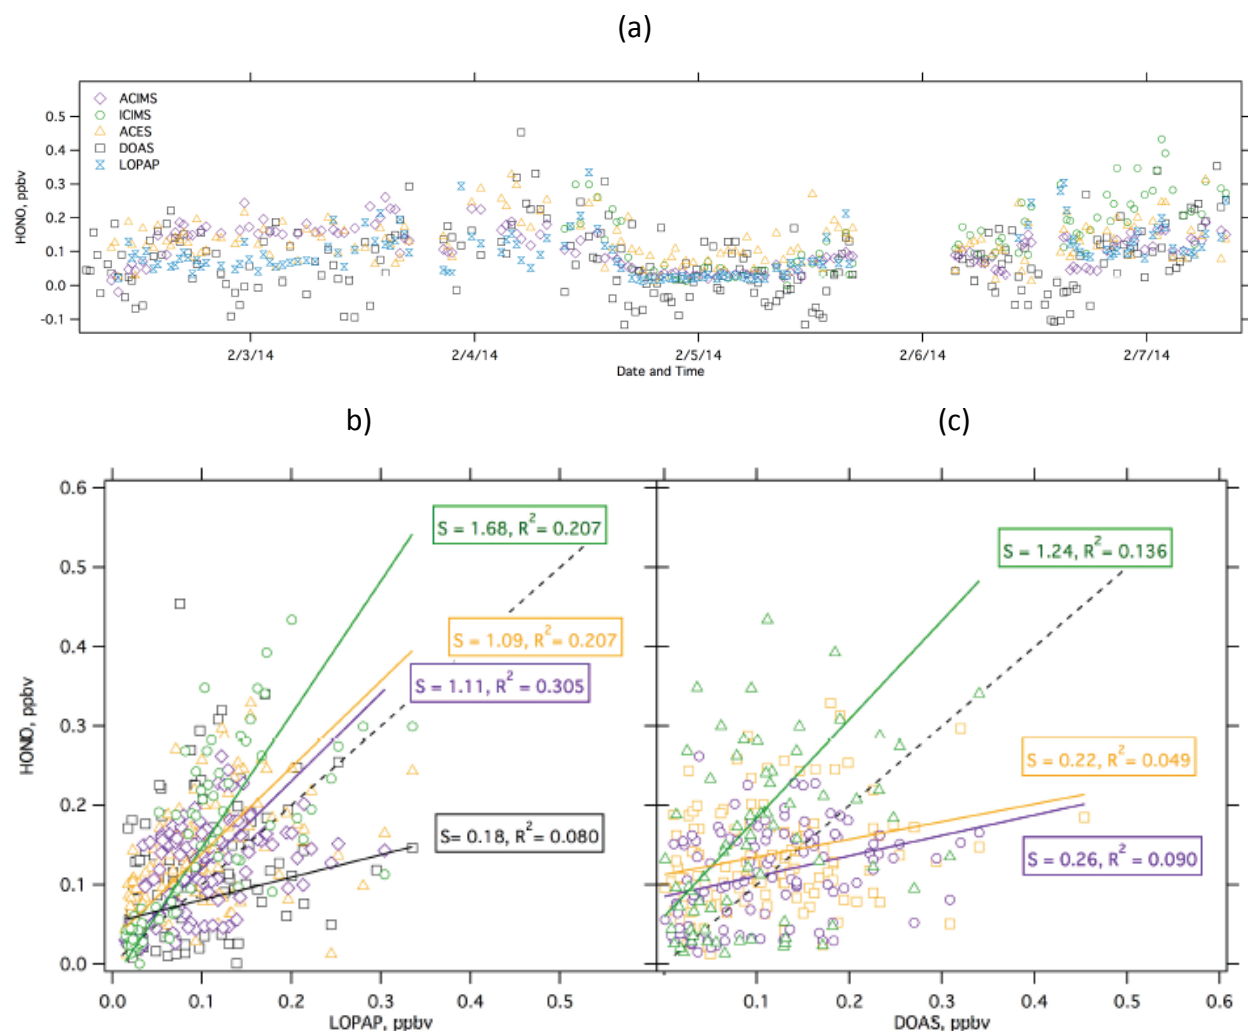 (a)
HONO, ppbv
0.5
0.4
0.3
0.2
0.1
0.0
-0.1
ACIMS
ICIMS
ACES
DOAS
LOPAP
2/3/14
2/4/14
2/5/14
2/6/14
2/7/14
Date and Time
b)
(c)
HONO, ppbv
0.6
0.5
0.4
0.3
0.2
0.1
0.0
S = 1.68, R²= 0.207
S = 1.09, R²= 0.207
S = 1.11, R²= 0.305
S= 0.18, R²= 0.080
0.0
0.1
0.2
0.3
0.4
0.5
LOPAP, ppbv
S = 1.24, R²= 0.136
S = 0.22, R²= 0.049
S = 0.26, R²= 0.090
0.1
0.2
0.3
0.4
0.5
0.6
DOAS, ppbv